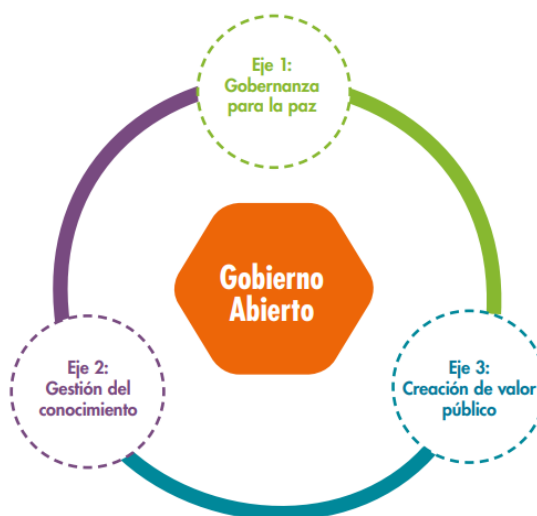 Eje 1:
Gobernanza
para la paz
Gobierno
Abierto
Eje 2:
Gestión del
conocimiento
Eje 3:
Creación de valor
público